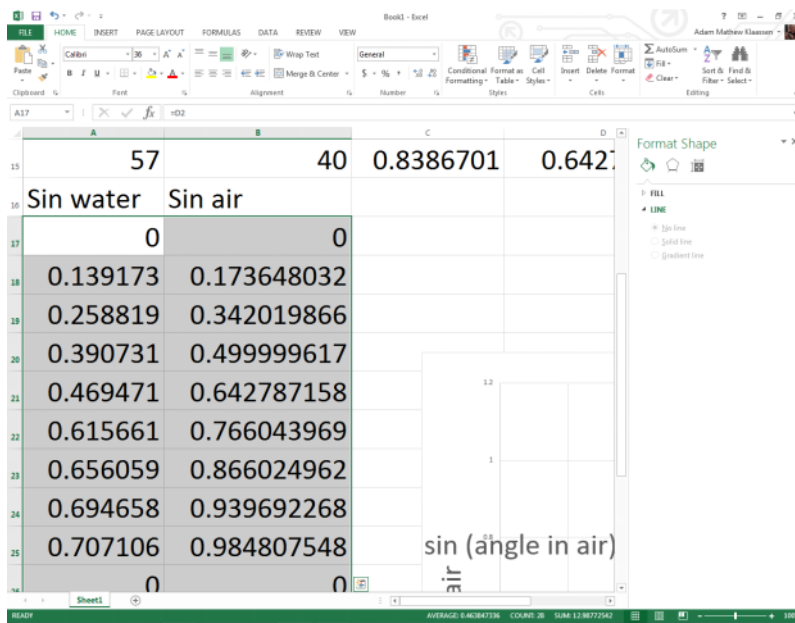 Book1 - Excel
FILE HOME INSERT PAGE LAYOUT FORMULAS DATA REVIEW VIEW
Adam Mathew Klaassen
Calibri 36 Wrap Text General AutoSum
Paste Fill
B I U Merge & Center $ % Conditional Format as Cell Insert Delete Format Clear Sort & Find &
Formatting Table Styles Filter Select
Clipboard Font Alignment Number Styles Cells Editing
A17 fx =D2
A B C D
15 57 40 0.8386701 0.6427
16 Sin water Sin air
17 0 0
18 0.139173 0.173648032
19 0.258819 0.342019866
20 0.390731 0.499999617
21 0.469471 0.642787158
22 0.615661 0.766043969
23 0.656059 0.866024962
24 0.694658 0.939692268
25 0.707106 0.984807548
0 0
1.2
1
sin (angle in air)
air
Format Shape
FILL
LINE
No line
Solid line
Gradient line
Sheet1
READY AVERAGE: 0.463847336 COUNT: 28 SUM: 12.98772542 100